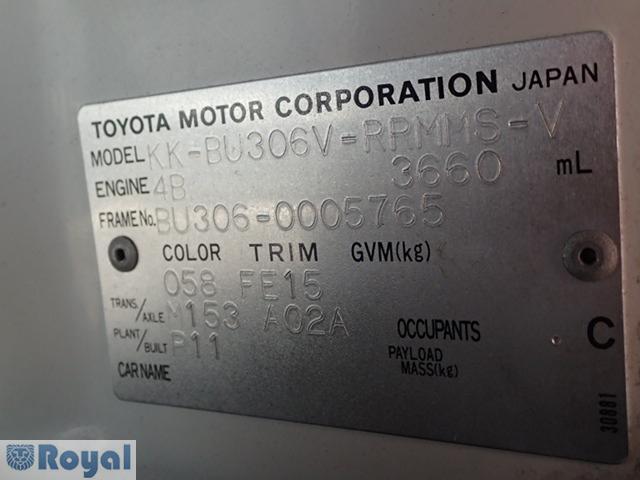 TOYOTA MOTOR CORPORATION JAPAN
MODEL KK-BU306V-RRMMS-V
ENGINE 4B 3660 mL
FRAME No. BU306-0005765
COLOR TRIM GVM(kg)
058 FE15
TRANS/AXLE M153 A02A
PLANT/BUILT P11 OCCUPANTS C
CAR NAME PAYLOAD MASS(kg)
30881
Royal